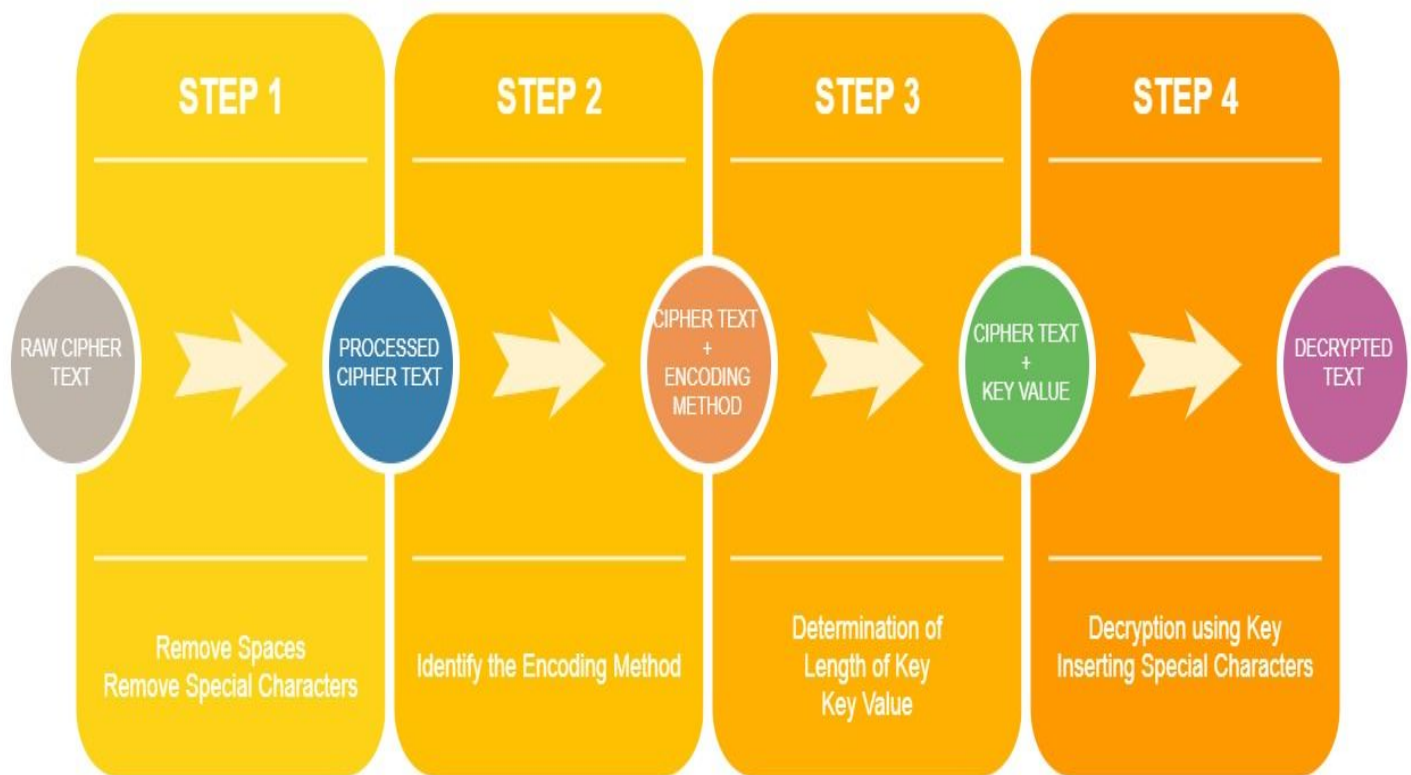 STEP 1
STEP 2
STEP 3
STEP 4
RAW CIPHER
TEXT
PROCESSED
CIPHER TEXT
CIPHER TEXT
+
ENCODING
METHOD
CIPHER TEXT
+
KEY VALUE
DECRYPTED
TEXT
Remove Spaces
Remove Special Characters
Identify the Encoding Method
Determination of
Length of Key
Key Value
Decryption using Key
Inserting Special Characters